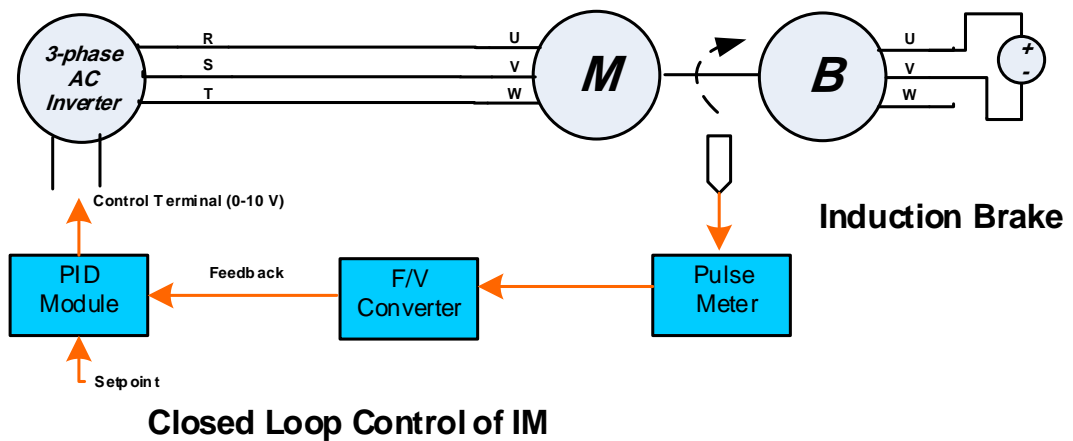 3-phase
AC
Inverter
R
S
T
U
V
W
M
B
U
V
W
+
-
Control Terminal (0-10 V)
Induction Brake
PID
Module
Feedback
F/V
Converter
Pulse
Meter
Setpoint
Closed Loop Control of IM